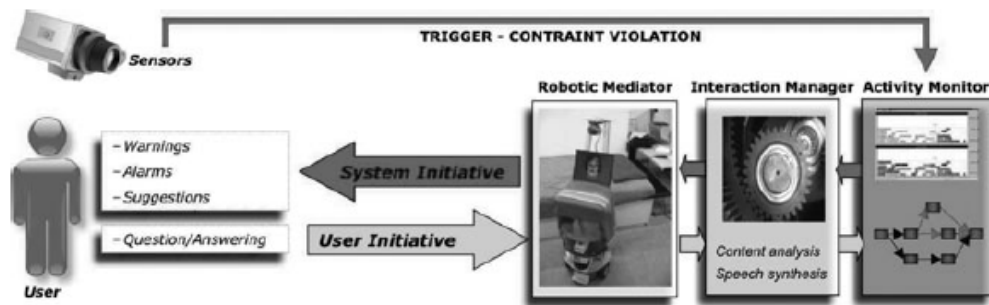 TRIGGER - CONTRAINT VIOLATION
Sensors
Robotic Mediator
Interaction Manager
Activity Monitor
– Warnings
– Alarms
– Suggestions
– Question/Answering
System Initiative
User Initiative
Content analysis
Speech synthesis
User